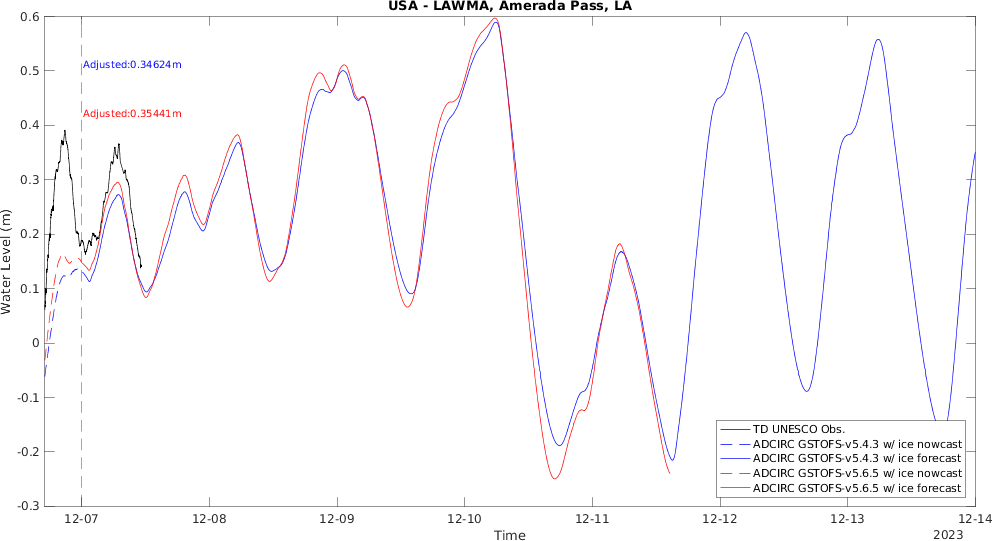 USA - LAWMA, Amerada Pass, LA
0.6
0.5
0.4
0.3
0.2
0.1
0
-0.1
-0.2
-0.3
Water Level (m)
Adjusted:0.34624m
Adjusted:0.35441m
TD UNESCO Obs.
ADCIRC GSTOFS-v5.4.3 w/ ice nowcast
ADCIRC GSTOFS-v5.4.3 w/ ice forecast
ADCIRC GSTOFS-v5.6.5 w/ ice nowcast
ADCIRC GSTOFS-v5.6.5 w/ ice forecast
12-07 12-08 12-09 12-10 12-11 12-12 12-13 12-14
Time
2023